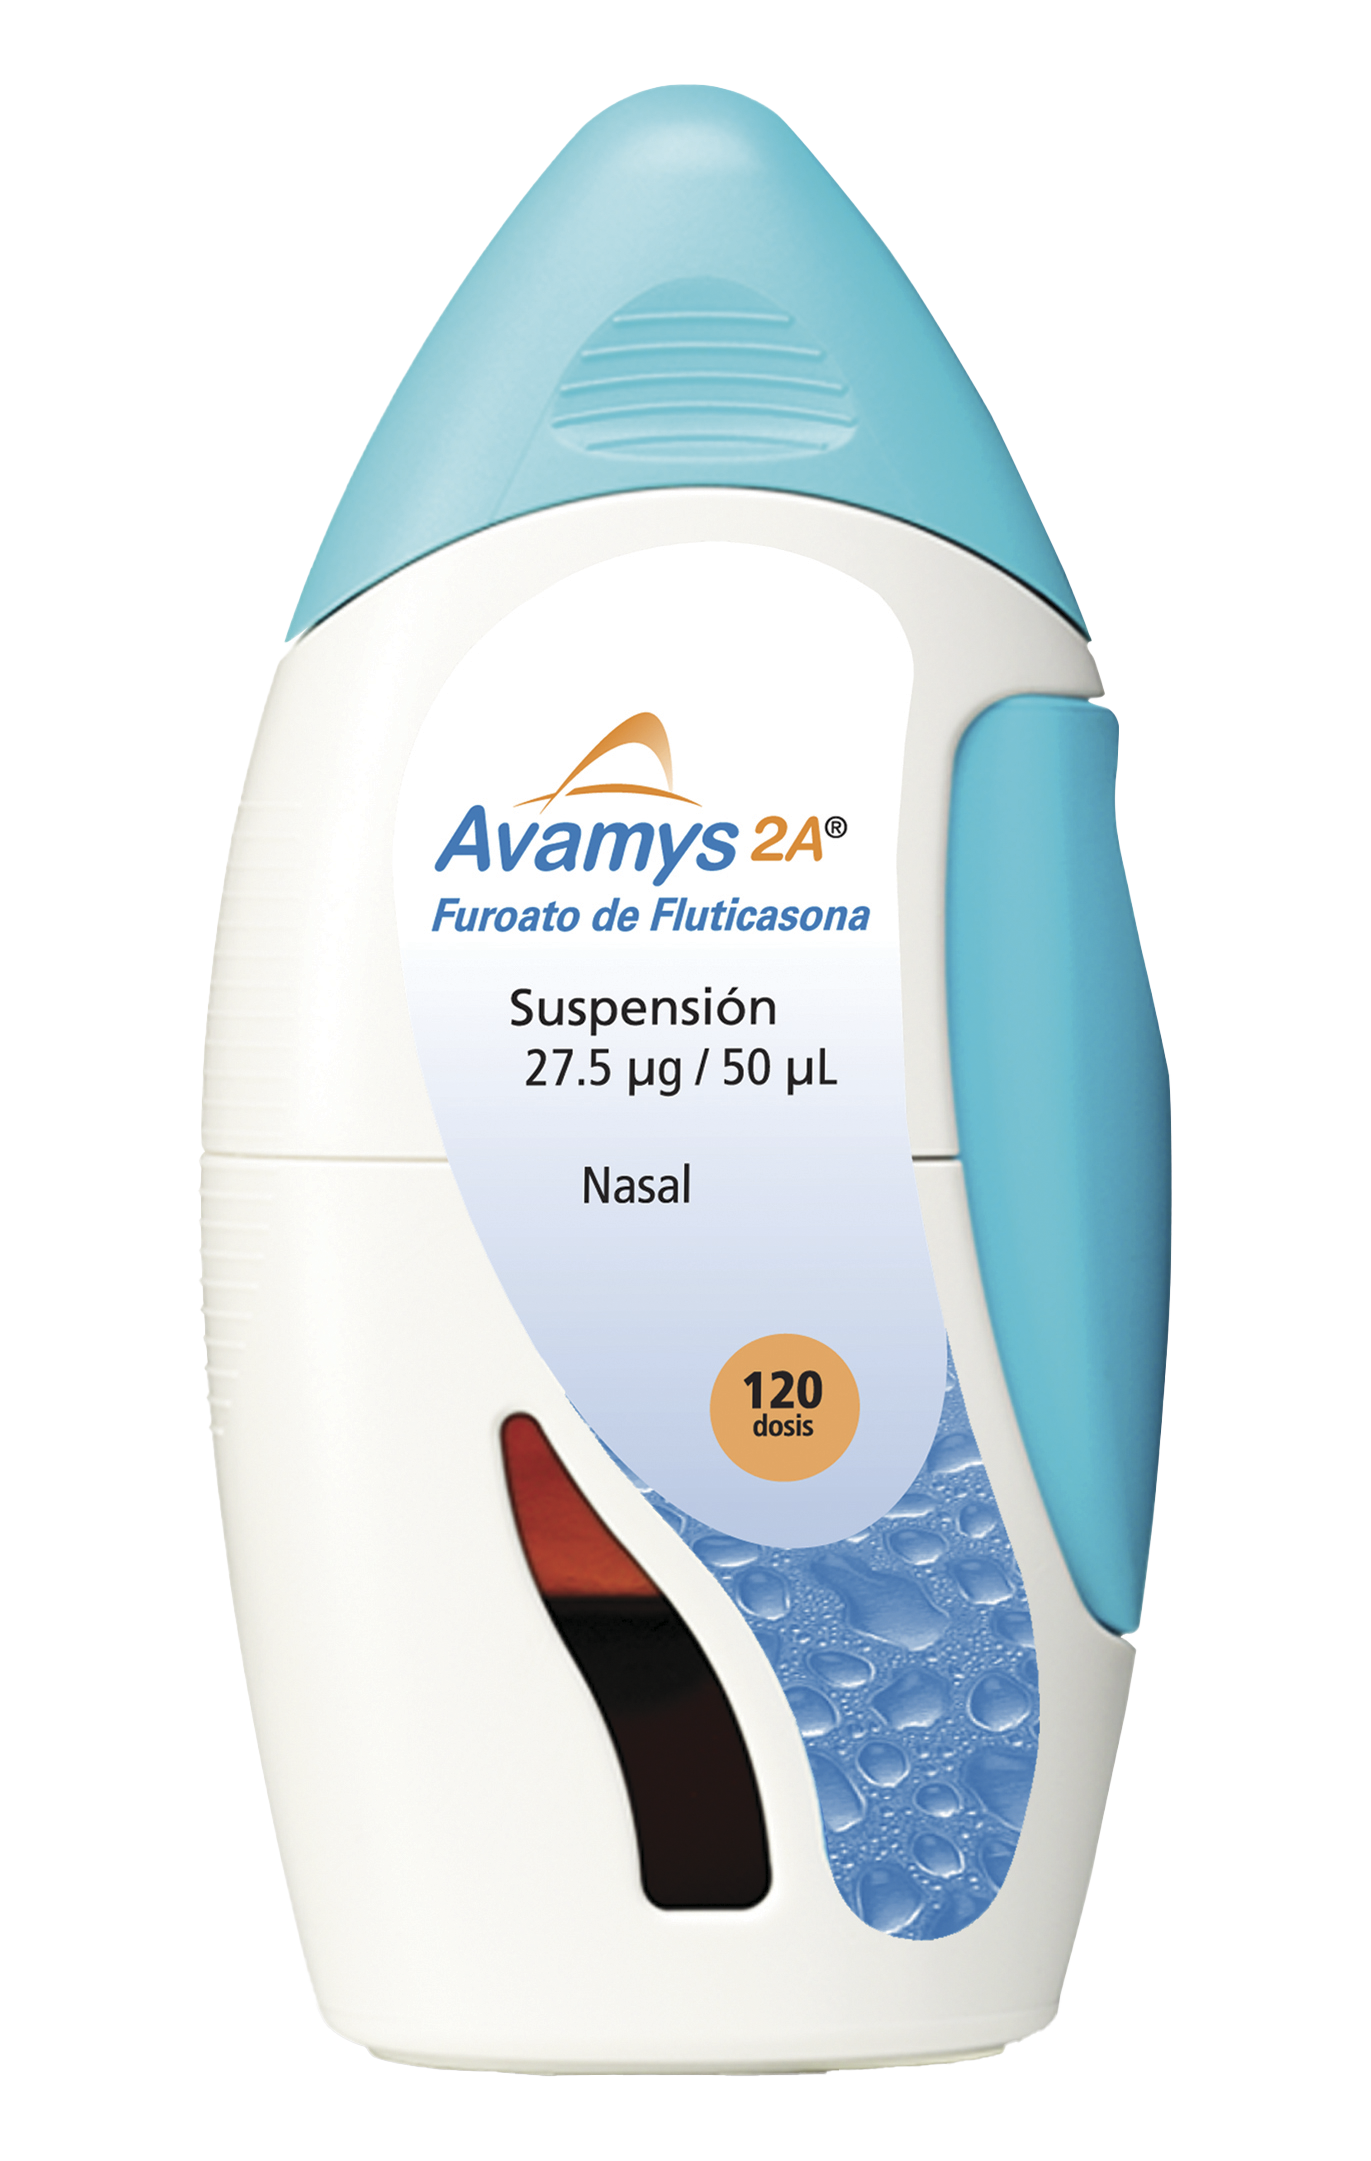 Avamys 2A®
Furoato de Fluticasona
Suspensión
27.5 µg / 50 µL
Nasal
120
dosis